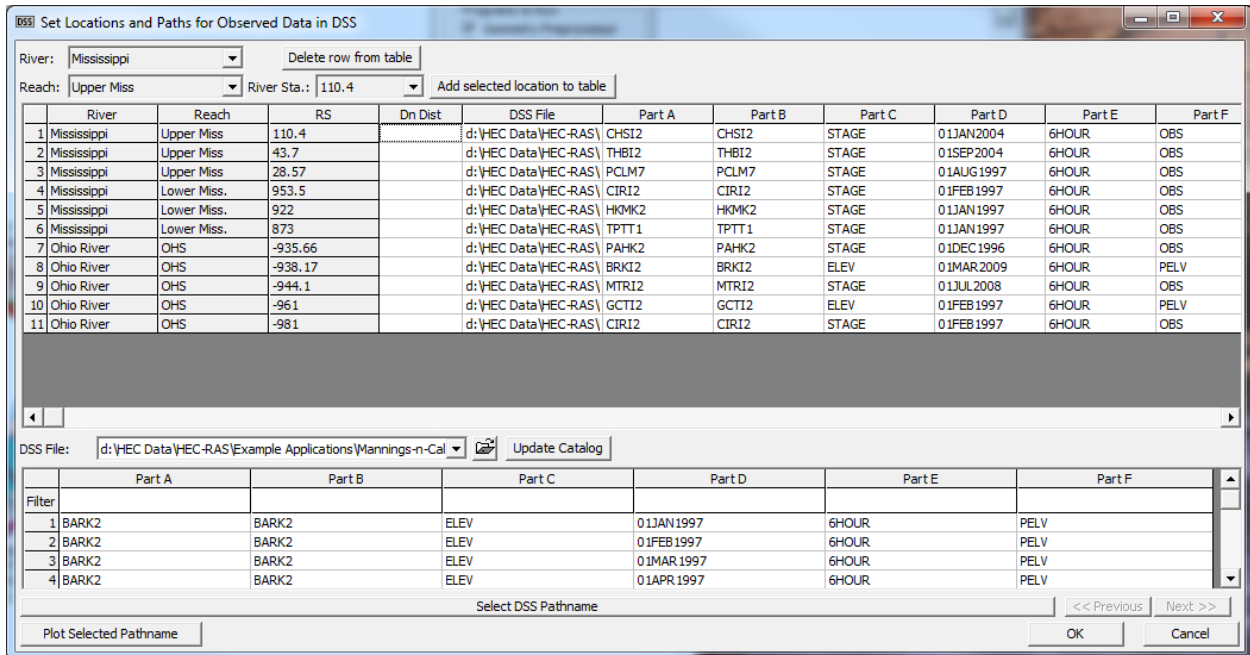 DSS Set Locations and Paths for Observed Data in DSS
River: Mississippi Delete row from table
Reach: Upper Miss River Sta.: 110.4 Add selected location to table
River Reach RS Dn Dist DSS File Part A Part B Part C Part D Part E Part F
1 Mississippi Upper Miss 110.4 d:\HEC Data\HEC-RAS\ CHSI2 CHSI2 STAGE 01JAN2004 6HOUR OBS
2 Mississippi Upper Miss 43.7 d:\HEC Data\HEC-RAS\ THBI2 THBI2 STAGE 01SEP2004 6HOUR OBS
3 Mississippi Upper Miss 28.57 d:\HEC Data\HEC-RAS\ PCLM7 PCLM7 STAGE 01AUG1997 6HOUR OBS
4 Mississippi Lower Miss. 953.5 d:\HEC Data\HEC-RAS\ CIRI2 CIRI2 STAGE 01FEB1997 6HOUR OBS
5 Mississippi Lower Miss. 922 d:\HEC Data\HEC-RAS\ HKMK2 HKMK2 STAGE 01JAN1997 6HOUR OBS
6 Mississippi Lower Miss. 873 d:\HEC Data\HEC-RAS\ TPTT1 TPTT1 STAGE 01JAN1997 6HOUR OBS
7 Ohio River OHS -935.66 d:\HEC Data\HEC-RAS\ PAHK2 PAHK2 STAGE 01DEC1996 6HOUR OBS
8 Ohio River OHS -938.17 d:\HEC Data\HEC-RAS\ BRKI2 BRKI2 ELEV 01MAR2009 6HOUR PELV
9 Ohio River OHS -944.1 d:\HEC Data\HEC-RAS\ MTRI2 MTRI2 STAGE 01JUL2008 6HOUR OBS
10 Ohio River OHS -961 d:\HEC Data\HEC-RAS\ GCTI2 GCTI2 ELEV 01FEB1997 6HOUR PELV
11 Ohio River OHS -981 d:\HEC Data\HEC-RAS\ CIRI2 CIRI2 STAGE 01FEB1997 6HOUR OBS
DSS File: d:\HEC Data\HEC-RAS\Example Applications\Mannings-n-Cal Update Catalog
Part A Part B Part C Part D Part E Part F
Filter
1 BARK2 BARK2 ELEV 01JAN1997 6HOUR PELV
2 BARK2 BARK2 ELEV 01FEB1997 6HOUR PELV
3 BARK2 BARK2 ELEV 01MAR1997 6HOUR PELV
4 BARK2 BARK2 ELEV 01APR1997 6HOUR PELV
Select DSS Pathname << Previous Next >>
Plot Selected Pathname OK Cancel